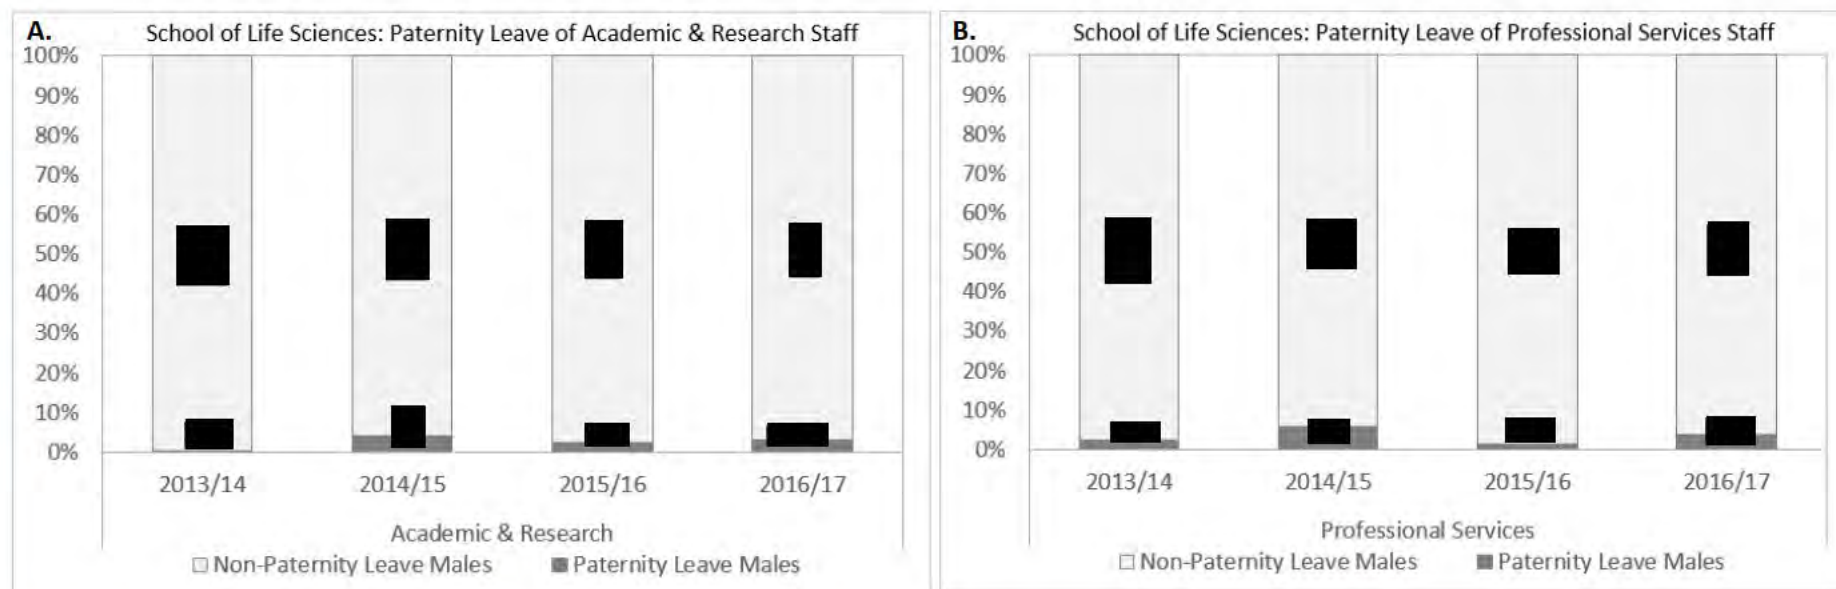 A.
School of Life Sciences: Paternity Leave of Academic & Research Staff
100%
90%
80%
70%
60%
50%
40%
30%
20%
10%
0%
2013/14 2014/15 2015/16 2016/17
Academic & Research
Non-Paternity Leave Males Paternity Leave Males
B.
School of Life Sciences: Paternity Leave of Professional Services Staff
100%
90%
80%
70%
60%
50%
40%
30%
20%
10%
0%
2013/14 2014/15 2015/16 2016/17
Professional Services
Non-Paternity Leave Males Paternity Leave Males